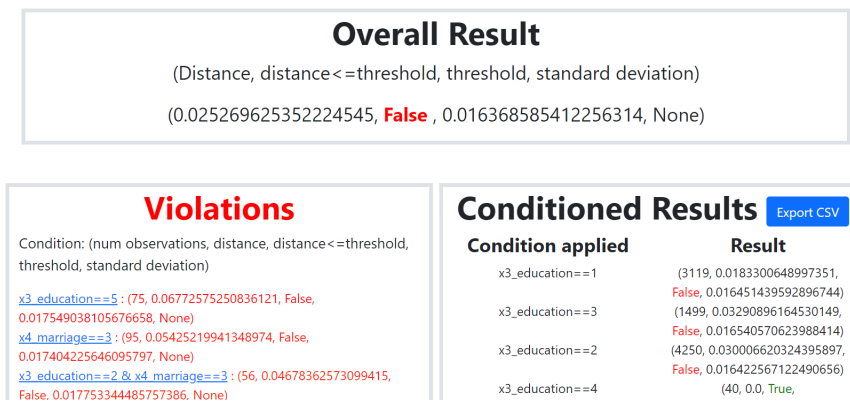 Overall Result
(Distance, distance<=threshold, threshold, standard deviation)
(0.025269625352224545, False , 0.016368585412256314, None)
Violations
Condition: (num observations, distance, distance<=threshold,
threshold, standard deviation)
x3_education==5 : (75, 0.06772575250836121, False,
0.017549038105676658, None)
x4_marriage==3 : (95, 0.05425219941348974, False,
0.017404225646095797, None)
x3_education==2 & x4_marriage==3 : (56, 0.04678362573099415,
False, 0.017753344485757386, None)
Conditioned Results
Export CSV
Condition applied Result
x3_education==1 (3119, 0.0183300648997351,
False, 0.016451439592896744)
x3_education==3 (1499, 0.03290896164530149,
False, 0.016540570623988414)
x3_education==2 (4250, 0.030006620324395897,
False, 0.016422567122490656)
x3_education==4 (40, 0.0, True,